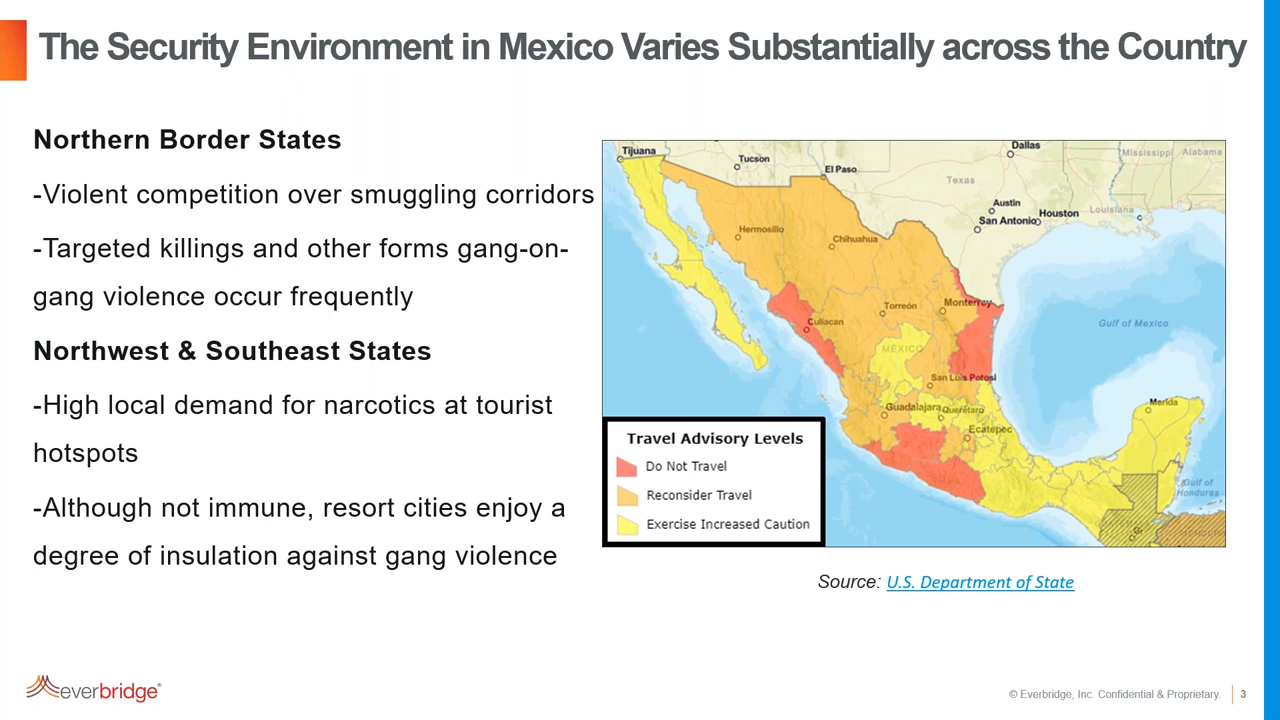 The Security Environment in Mexico Varies Substantially across the Country
Northern Border States
-Violent competition over smuggling corridors
-Targeted killings and other forms gang-on-
gang violence occur frequently
Northwest & Southeast States
-High local demand for narcotics at tourist
hotspots
-Although not immune, resort cities enjoy a
degree of insulation against gang violence
Tijuana
Tucson
El Paso
Dallas
Mississippi
Alabama
Texas
Austin
San Antonio
Houston
Louisiana
Hermosillo
Chihuahua
Torreón
Monterrey
Culiacan
Gulf of Mexico
MÉXICO
San Luis Potosi
Guadalajara
Querétaro
Ecatepec
Merida
Gulf of
Honduras
Travel Advisory Levels
Do Not Travel
Reconsider Travel
Exercise Increased Caution
Source: U.S. Department of State
everbridge®
© Everbridge, Inc. Confidential & Proprietary.
3